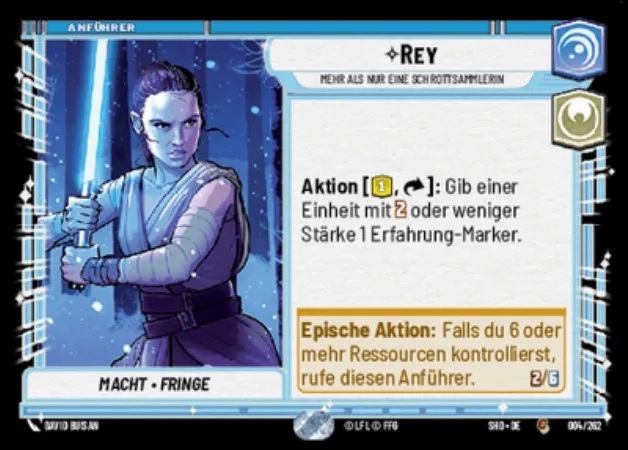 ANFÜHRER
REY
MEHR ALS NUR EINE SCHROTTSAMMLERIN
Aktion [1, ]: Gib einer
Einheit mit 2 oder weniger
Stärke 1 Erfahrung-Marker.
Epische Aktion: Falls du 6 oder
mehr Ressourcen kontrollierst,
rufe diesen Anführer. 2/6
MACHT • FRINGE
DAVID BUISAN
© LFL © FFG
SHD • DE
004/262